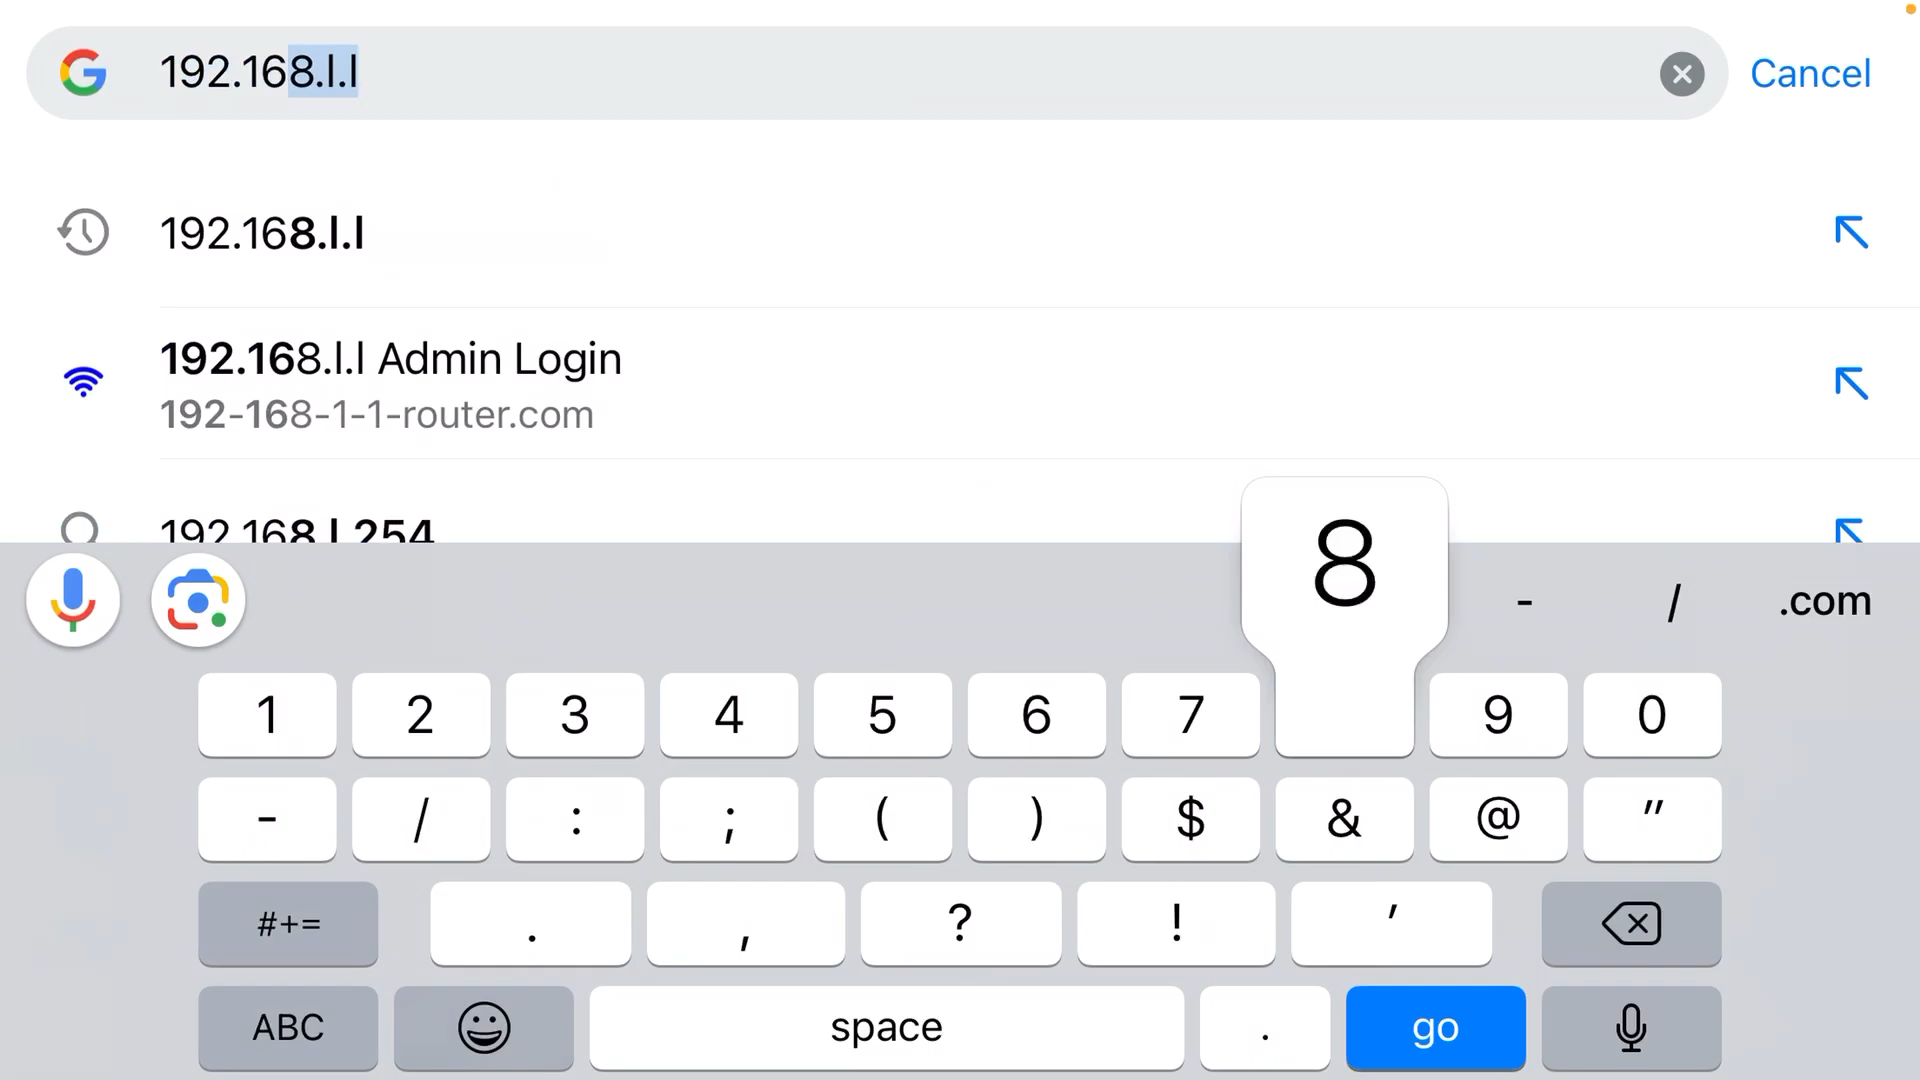 192.168.l.l
Cancel
192.168.l.l
192.168.l.l Admin Login
192-168-1-1-router.com
192.168.l.254
8
- / .com
1 2 3 4 5 6 7 9 0
- / : ; ( ) $ & @ "
#+= . , ? ! '
ABC space . go